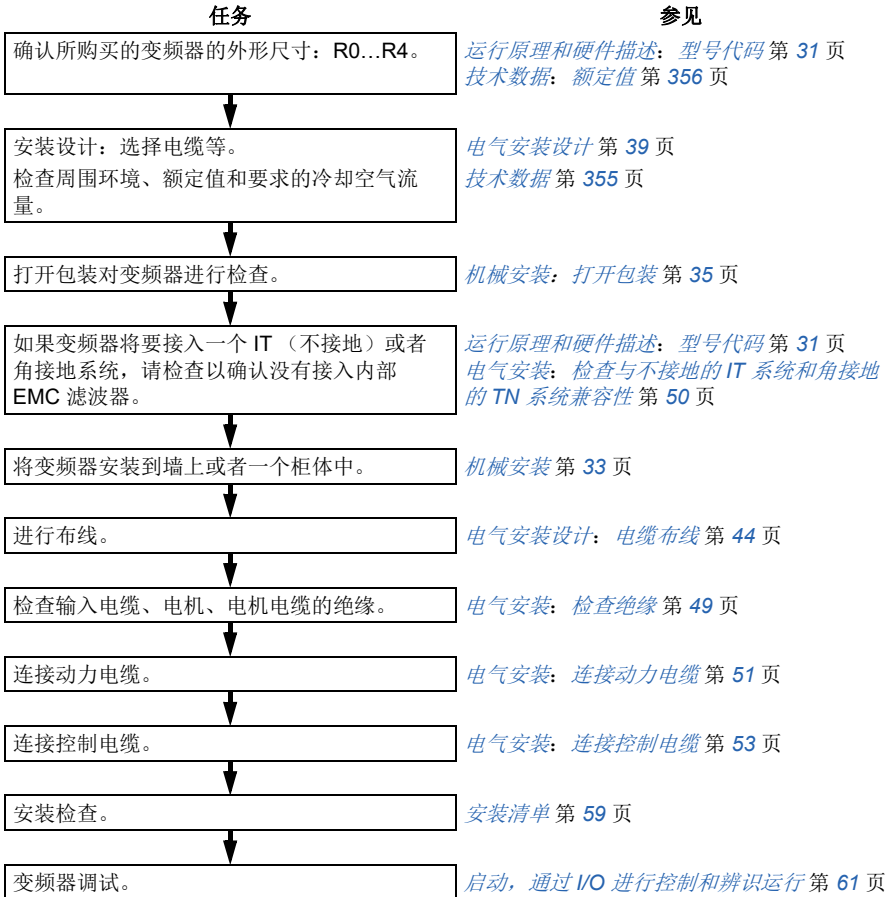 任务
参见
确认所购买的变频器的外形尺寸：R0…R4。
运行原理和硬件描述：型号代码 第 31 页
技术数据：额定值 第 356 页
安装设计：选择电缆等。
检查周围环境、额定值和要求的冷却空气流
量。
电气安装设计 第 39 页
技术数据 第 355 页
打开包装对变频器进行检查。
机械安装：打开包装 第 35 页
如果变频器将要接入一个 IT （不接地）或者
角接地系统，请检查以确认没有接入内部
EMC 滤波器。
运行原理和硬件描述：型号代码 第 31 页
电气安装：检查与不接地的 IT 系统和角接地
的 TN 系统兼容性 第 50 页
将变频器安装到墙上或者一个柜体中。
机械安装 第 33 页
进行布线。
电气安装设计：电缆布线 第 44 页
检查输入电缆、电机、电机电缆的绝缘。
电气安装：检查绝缘 第 49 页
连接动力电缆。
电气安装：连接动力电缆 第 51 页
连接控制电缆。
电气安装：连接控制电缆 第 53 页
安装检查。
安装清单 第 59 页
变频器调试。
启动，通过 I/O 进行控制和辨识运行 第 61 页